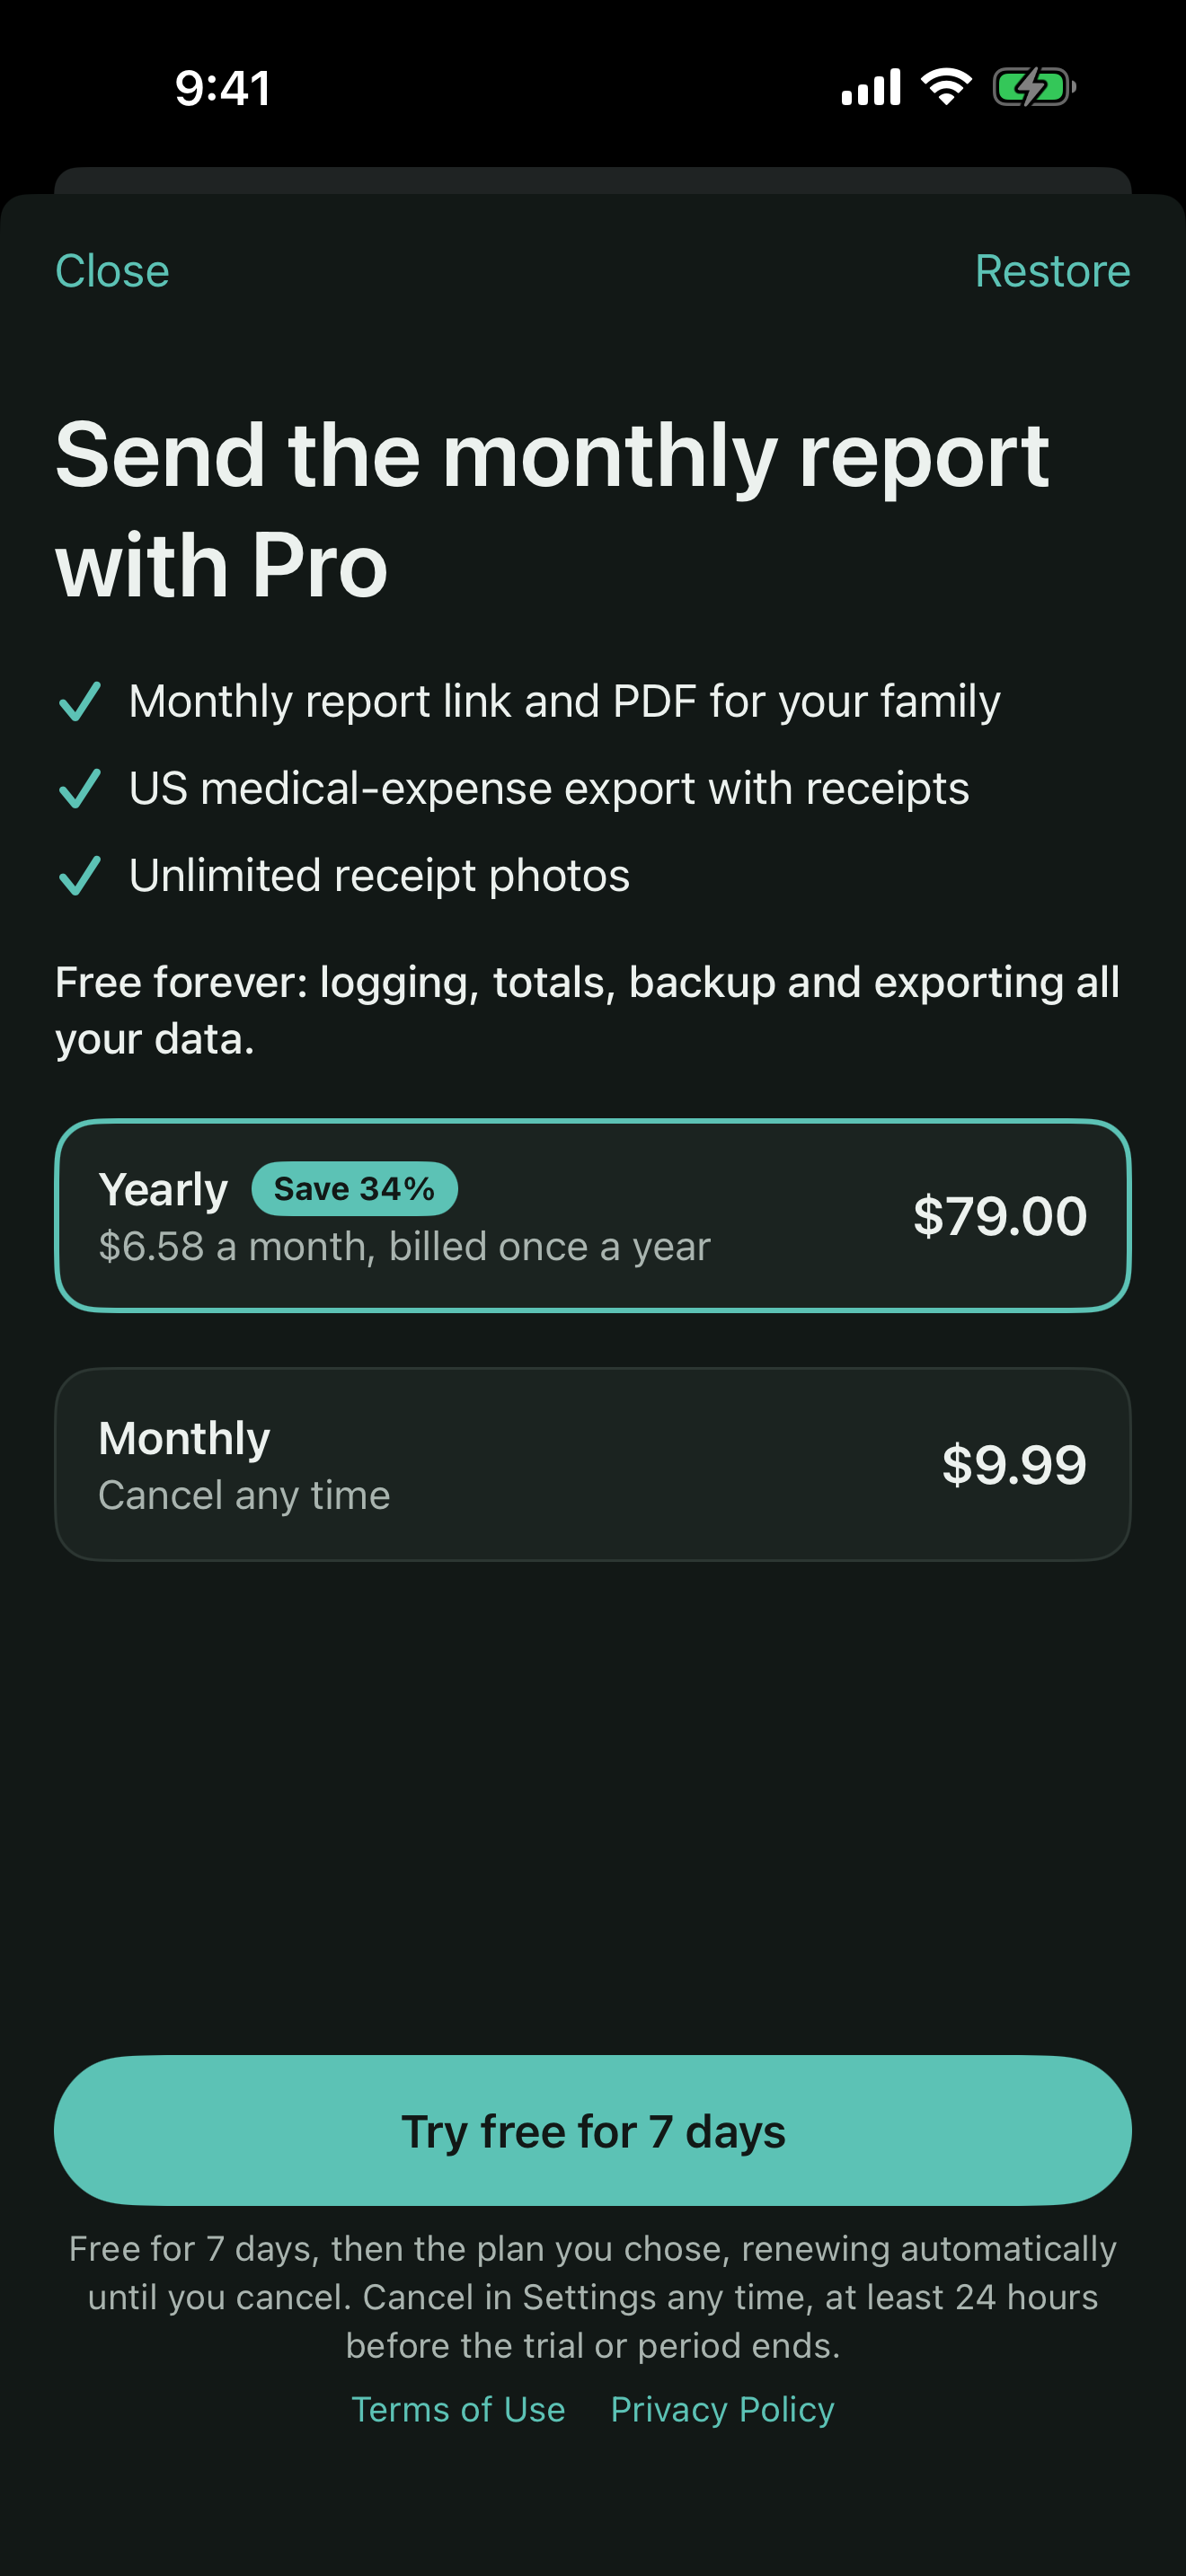 9:41
Close
Restore
Send the monthly report
with Pro
Monthly report link and PDF for your family
US medical-expense export with receipts
Unlimited receipt photos
Free forever: logging, totals, backup and exporting all
your data.
Yearly
Save 34%
$6.58 a month, billed once a year
$79.00
Monthly
Cancel any time
$9.99
Try free for 7 days
Free for 7 days, then the plan you chose, renewing automatically
until you cancel. Cancel in Settings any time, at least 24 hours
before the trial or period ends.
Terms of Use
Privacy Policy